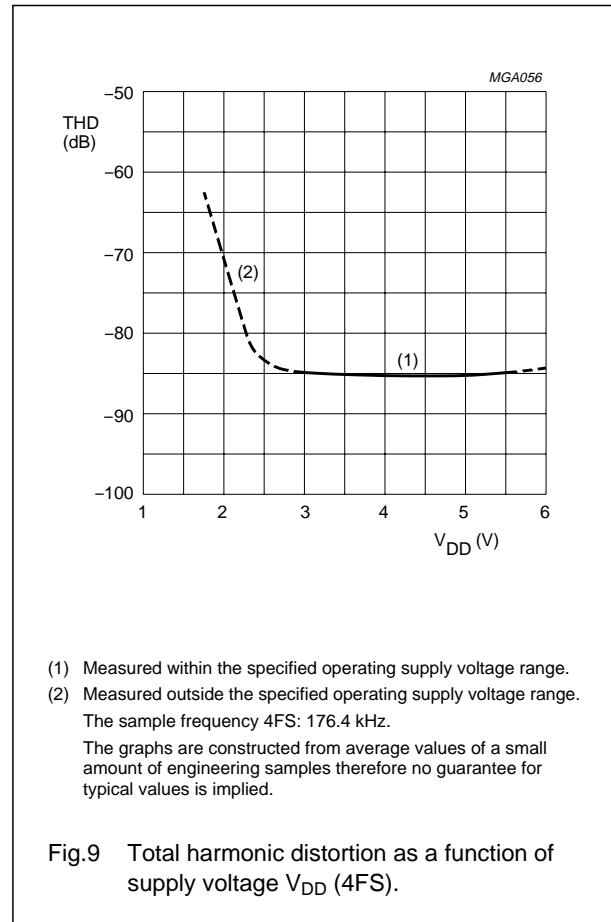 MGA056
−50
THD
(dB)
−60
−70
(2)
−80
(1)
−90
−100
1 2 3 4 5 6
V_DD (V)
(1) Measured within the specified operating supply voltage range.
(2) Measured outside the specified operating supply voltage range.
The sample frequency 4FS: 176.4 kHz.
The graphs are constructed from average values of a small
amount of engineering samples therefore no guarantee for
typical values is implied.
Fig.9 Total harmonic distortion as a function of
supply voltage V_DD (4FS).